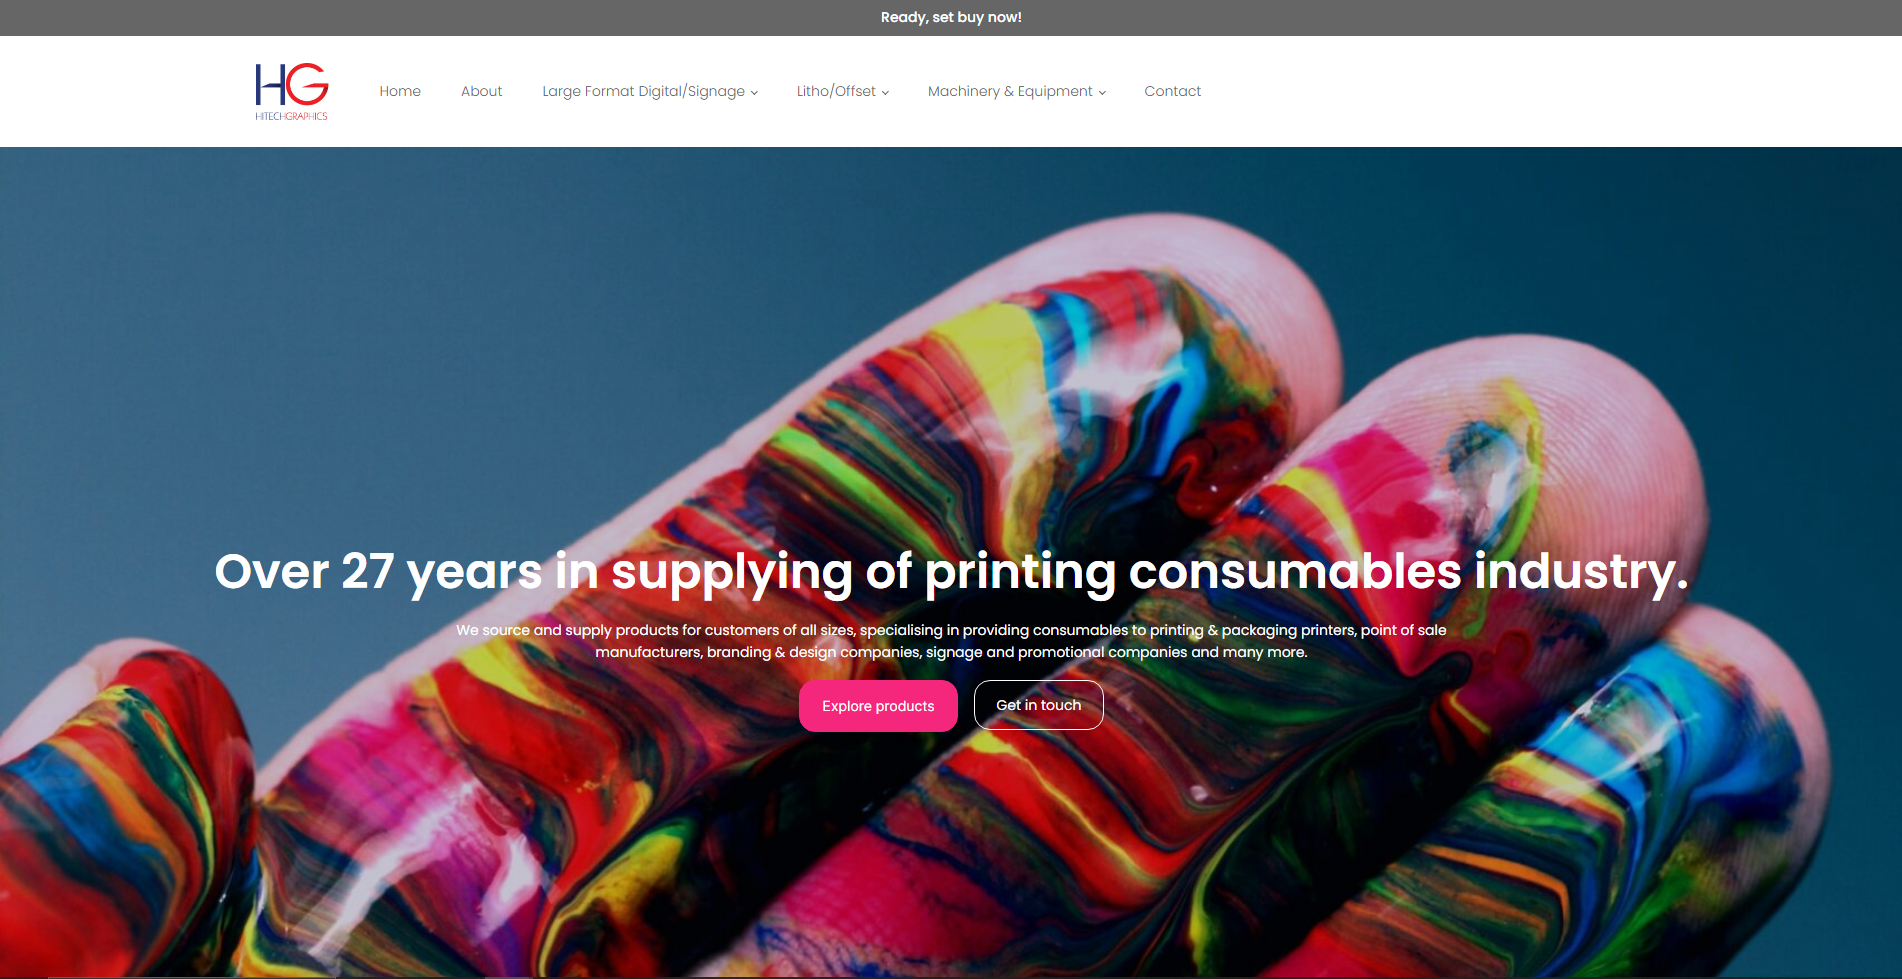 Ready, set buy now!
HG
HITECHGRAPHICS
Home About Large Format Digital/Signage Litho/Offset Machinery & Equipment Contact
Over 27 years in supplying of printing consumables industry.
We source and supply products for customers of all sizes, specialising in providing consumables to printing & packaging printers, point of sale
manufacturers, branding & design companies, signage and promotional companies and many more.
Explore products Get in touch